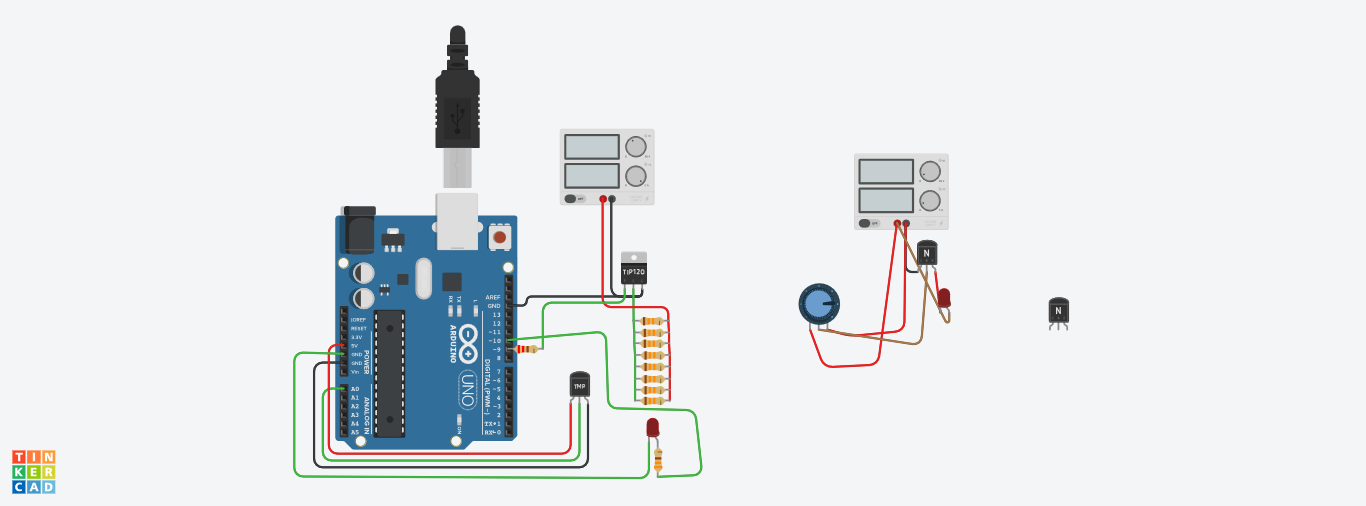 AREF
GND
13
12
~11
~10
~9
8
7
~6
~5
4
~3
2
TX→1
RX←0
DIGITAL (PWM~)
IOREF
RESET
3.3V
5V
GND
GND
Vin
POWER
A0
A1
A2
A3
A4
A5
ANALOG IN
RX
TX
L
ON
ARDUINO
UNO
TIP120
TMP
N
N
TIN
KER
CAD